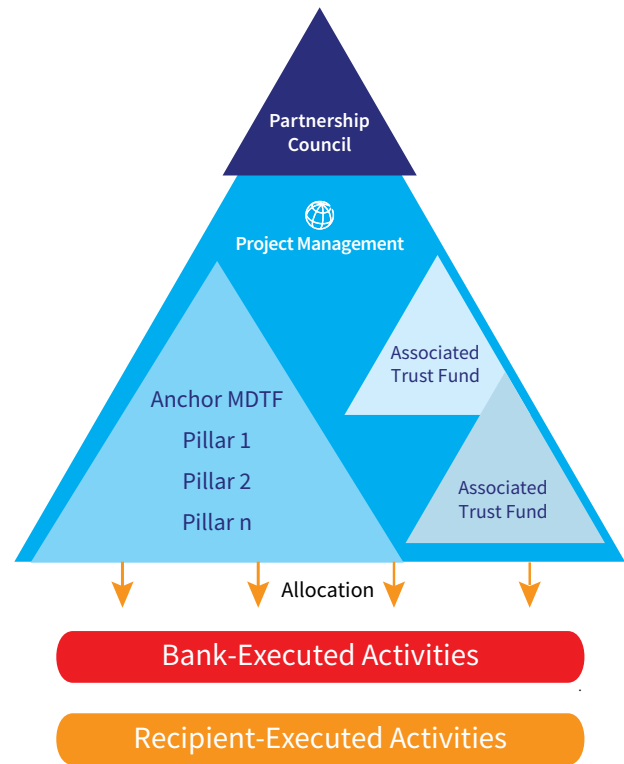 Partnership
Council
Project Management
Associated
Trust Fund
Anchor MDTF
Pillar 1
Pillar 2
Pillar n
Associated
Trust Fund
Allocation
Bank-Executed Activities
Recipient-Executed Activities